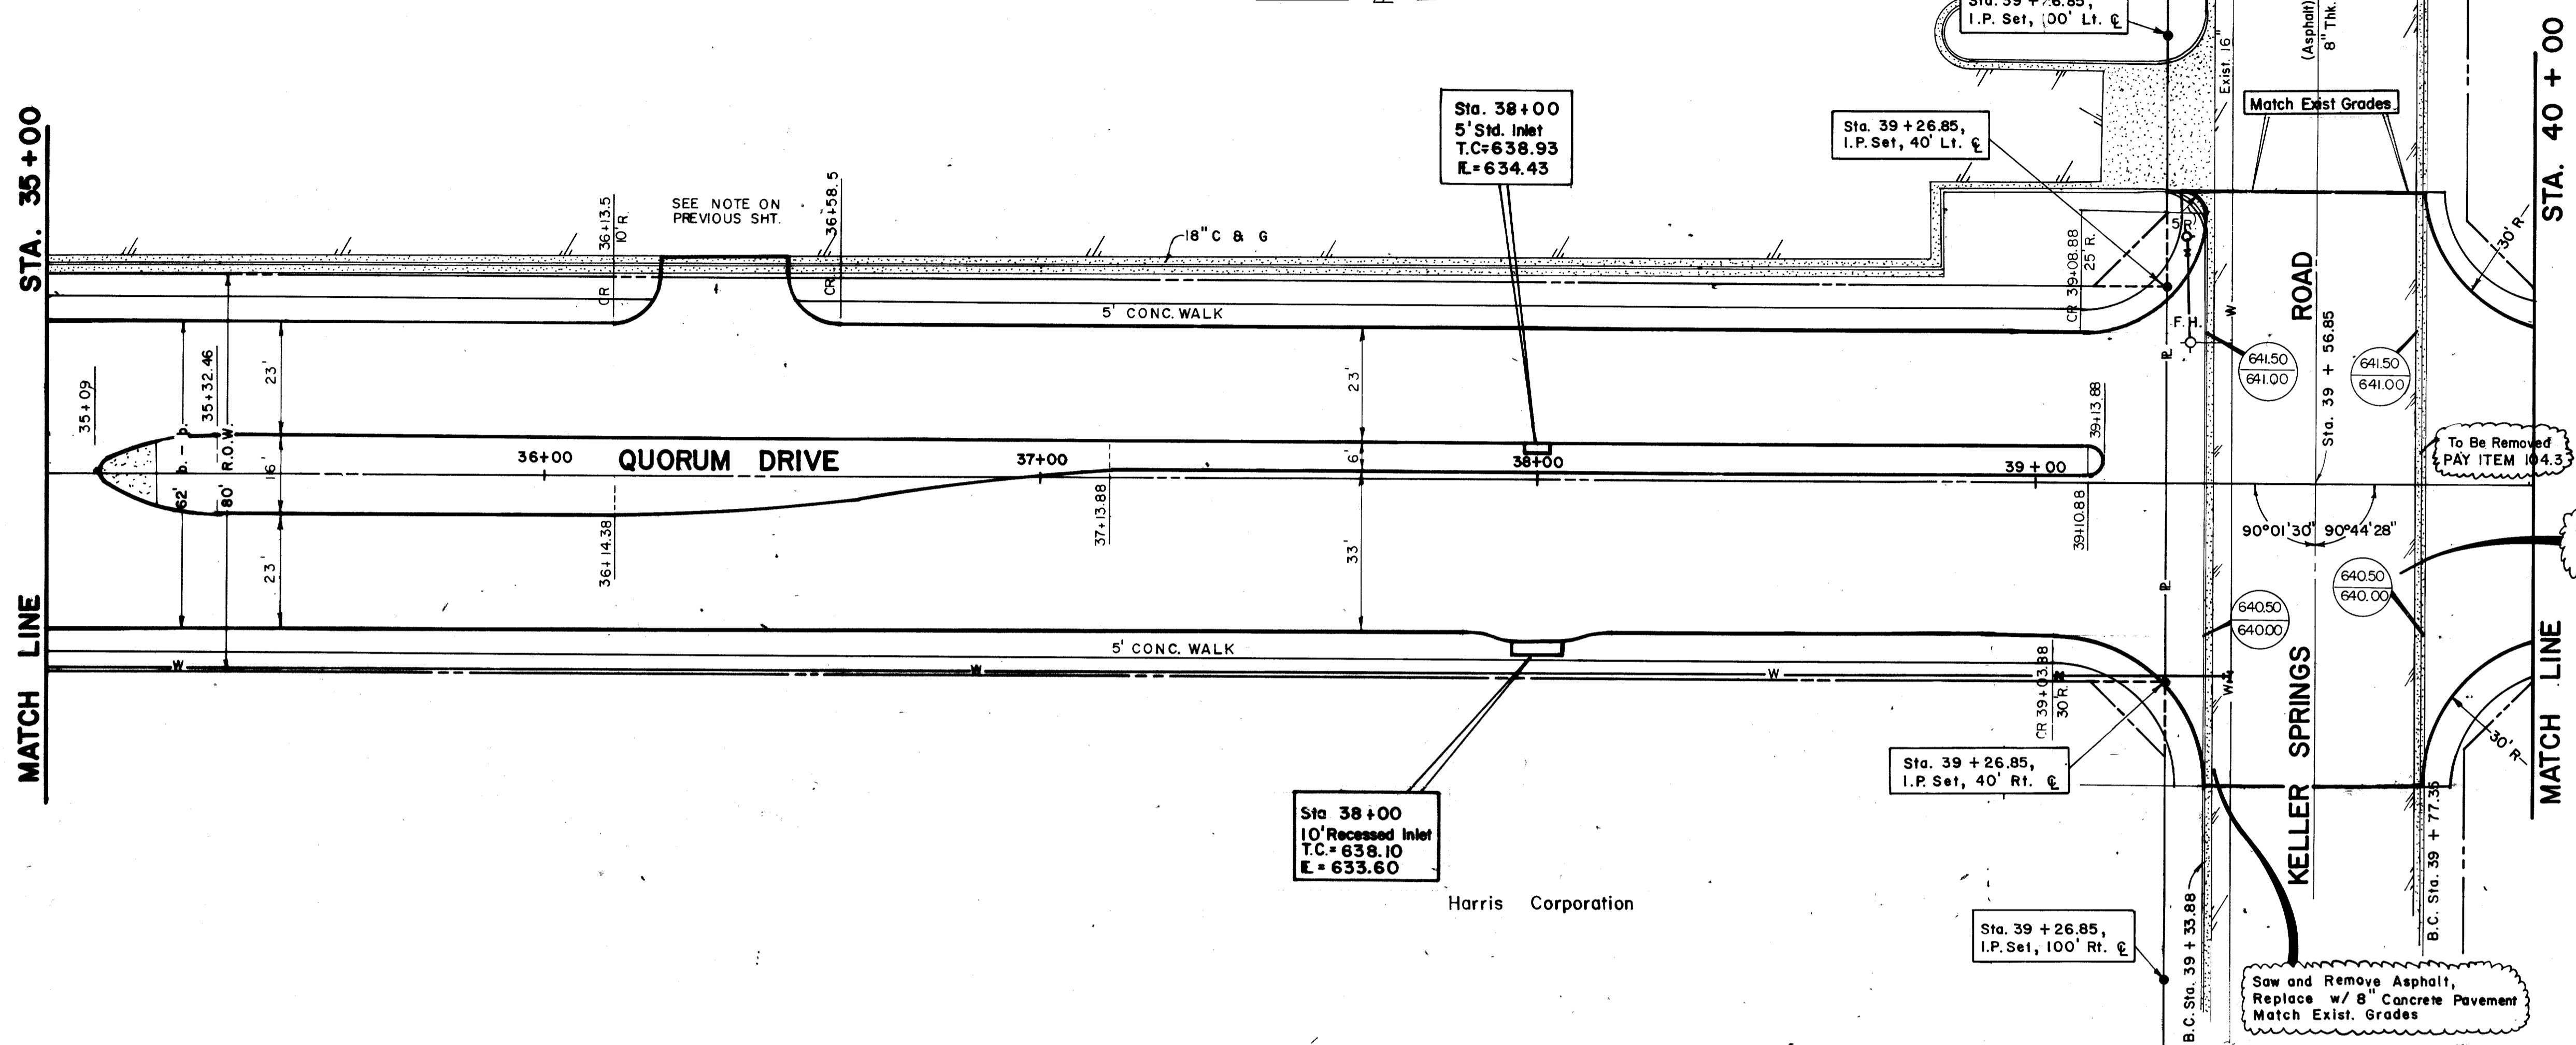 Sta. 39 + 26.85,
I.P. Set, 100' Lt. ℄
(Asphalt)
8" Thk.
Exist. 16"
STA. 40 + 00
Match Exist Grades
Sta. 38+00
5' Std. Inlet
T.C=638.93
FL=634.43
Sta. 39 +26.85,
I.P. Set, 40' Lt. ℄
STA. 35+00
SEE NOTE ON
PREVIOUS SHT.
CR 36+13.5
10' R.
CR 36+58.5
18" C & G
CR 39+08.88
25' R.
5' R
30' R
ROAD
F.H.
W
5' CONC. WALK
641.50
641.00
641.50
641.00
Sta. 39 + 56.85
35+09
35+32.46
23'
23'
39+13.88
P
To Be Removed
PAY ITEM 104.3
62' b.-b.
80' R.O.W.
16'
36+00
QUORUM DRIVE
37+00
6'
38+00
39+00
36+14.38
37+13.88
39+10.88
90°01'30"
90°44'28"
23'
33'
P
640.50
640.00
640.50
640.00
MATCH LINE
W
5' CONC. WALK
W
W
W
CR 39+03.88
30' R.
KELLER SPRINGS
MATCH LINE
30' R
Sta. 39 +26.85,
I.P. Set, 40' Rt. ℄
Sta 38+00
10' Recessed Inlet
T.C.= 638.10
FL = 633.60
Harris Corporation
Sta. 39 +26.85,
I.P. Set, 100' Rt. ℄
B.C. Sta. 39 + 33.88
B.C. Sta. 39 + 77.35
Saw and Remove Asphalt,
Replace w/ 8" Concrete Pavement
Match Exist. Grades